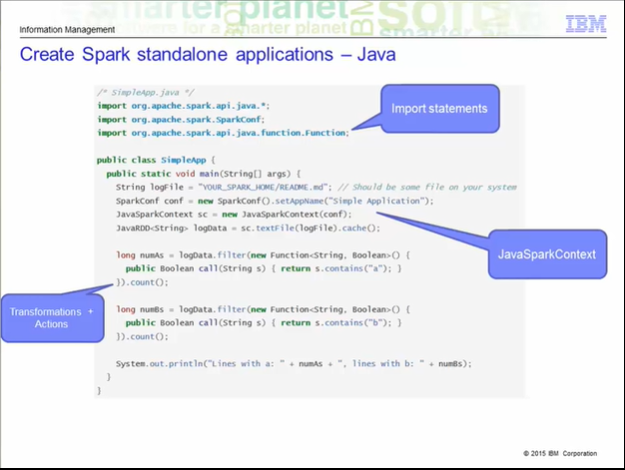 smarter planet
Information Management
IBM
Create Spark standalone applications – Java
/* SimpleApp.java */
import org.apache.spark.api.java.*;
import org.apache.spark.SparkConf;
import org.apache.spark.api.java.function.Function;
Import statements
public class SimpleApp {
public static void main(String[] args) {
String logFile = "YOUR_SPARK_HOME/README.md"; // Should be some file on your system
SparkConf conf = new SparkConf().setAppName("Simple Application");
JavaSparkContext sc = new JavaSparkContext(conf);
JavaRDD<String> logData = sc.textFile(logFile).cache();
JavaSparkContext
long numAs = logData.filter(new Function<String, Boolean>() {
public Boolean call(String s) { return s.contains("a"); }
}).count();
Transformations +
Actions
long numBs = logData.filter(new Function<String, Boolean>() {
public Boolean call(String s) { return s.contains("b"); }
}).count();
System.out.println("Lines with a: " + numAs + ", lines with b: " + numBs);
}
}
© 2015 IBM Corporation